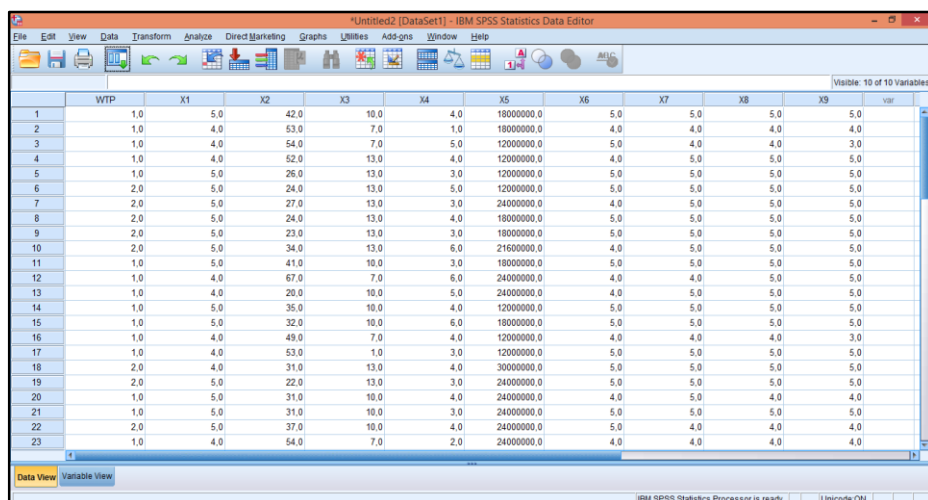 *Untitled2 [DataSet1] - IBM SPSS Statistics Data Editor
File Edit View Data Transform Analyze Direct Marketing Graphs Utilities Add-ons Window Help
Visible: 10 of 10 Variables
WTP X1 X2 X3 X4 X5 X6 X7 X8 X9 var
1 1,0 5,0 42,0 10,0 4,0 18000000,0 5,0 5,0 5,0 5,0
2 1,0 4,0 53,0 7,0 1,0 18000000,0 4,0 4,0 4,0 4,0
3 1,0 4,0 54,0 7,0 5,0 12000000,0 5,0 4,0 4,0 3,0
4 1,0 4,0 52,0 13,0 4,0 12000000,0 4,0 5,0 4,0 5,0
5 1,0 5,0 26,0 13,0 3,0 12000000,0 5,0 5,0 5,0 5,0
6 2,0 5,0 24,0 13,0 5,0 12000000,0 5,0 5,0 5,0 5,0
7 2,0 5,0 27,0 13,0 3,0 24000000,0 4,0 5,0 5,0 5,0
8 2,0 5,0 24,0 13,0 4,0 18000000,0 5,0 5,0 5,0 5,0
9 2,0 5,0 23,0 13,0 3,0 18000000,0 5,0 5,0 5,0 5,0
10 2,0 5,0 34,0 13,0 6,0 21600000,0 4,0 5,0 5,0 5,0
11 1,0 5,0 41,0 10,0 3,0 18000000,0 5,0 5,0 5,0 5,0
12 1,0 4,0 67,0 7,0 6,0 24000000,0 4,0 4,0 5,0 5,0
13 1,0 4,0 20,0 10,0 5,0 24000000,0 4,0 5,0 5,0 5,0
14 1,0 5,0 35,0 10,0 4,0 12000000,0 5,0 5,0 5,0 5,0
15 1,0 5,0 32,0 10,0 6,0 18000000,0 5,0 5,0 5,0 5,0
16 1,0 4,0 49,0 7,0 4,0 12000000,0 4,0 4,0 4,0 3,0
17 1,0 4,0 53,0 1,0 3,0 12000000,0 5,0 5,0 5,0 5,0
18 2,0 4,0 31,0 13,0 4,0 30000000,0 5,0 5,0 5,0 5,0
19 2,0 5,0 22,0 13,0 3,0 24000000,0 5,0 5,0 5,0 5,0
20 1,0 5,0 31,0 10,0 4,0 24000000,0 4,0 5,0 4,0 5,0
21 1,0 5,0 31,0 10,0 3,0 24000000,0 5,0 5,0 5,0 5,0
22 2,0 5,0 37,0 10,0 4,0 24000000,0 5,0 4,0 4,0 5,0
23 1,0 4,0 54,0 7,0 2,0 24000000,0 4,0 4,0 4,0 4,0
Data View Variable View
IBM SPSS Statistics Processor is ready Unicode:ON